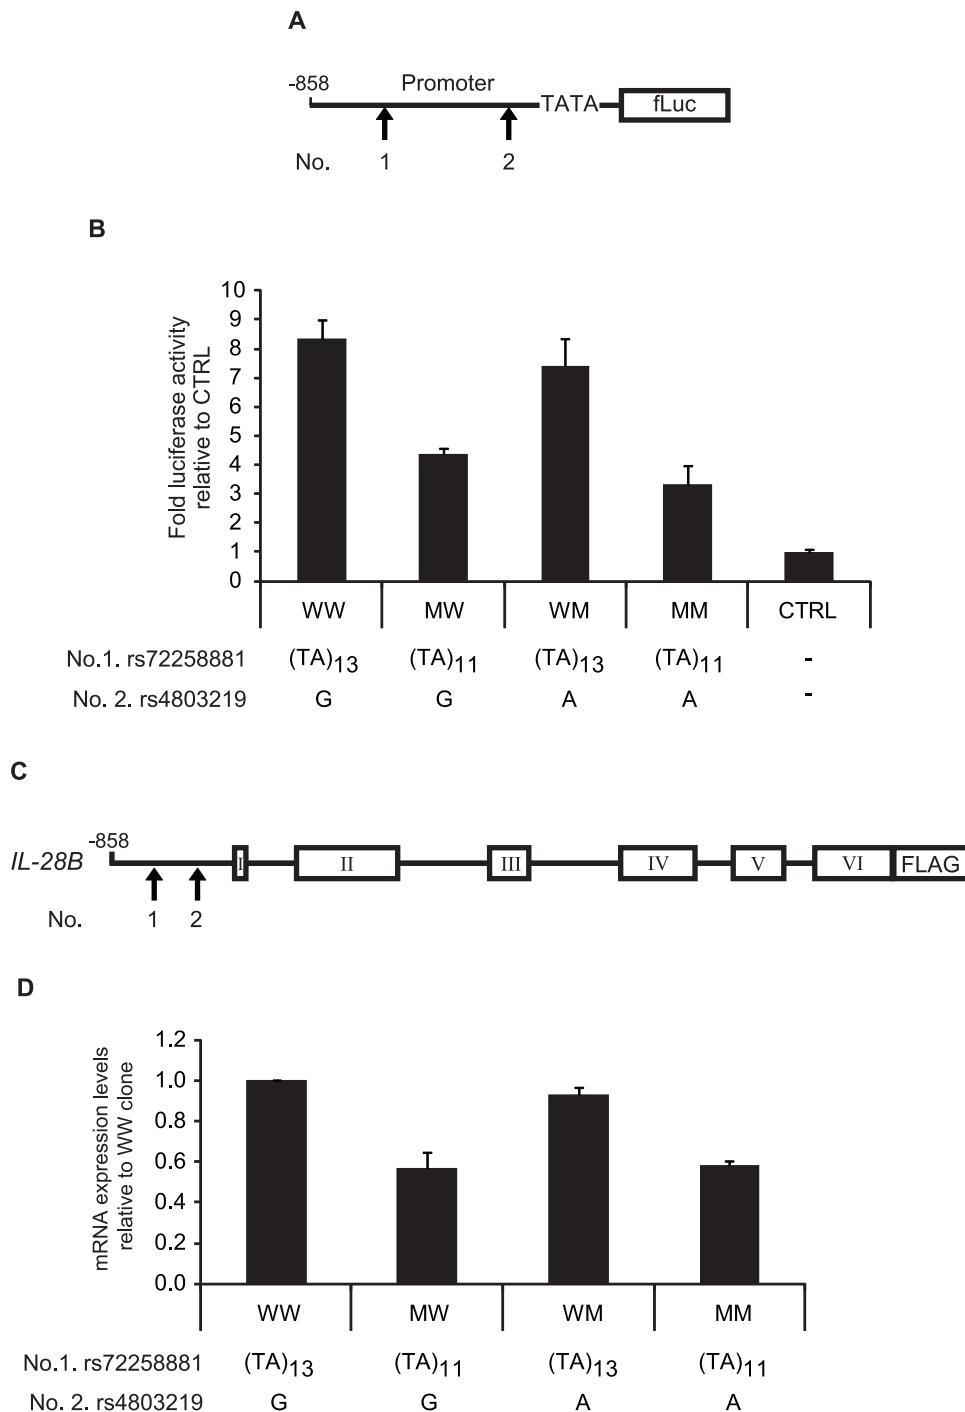 A
-858
Promoter
TATA
fLuc
No. 1 2
B
Fold luciferase activity
relative to CTRL
10
9
8
7
6
5
4
3
2
1
0
WW MW WM MM CTRL
No.1. rs72258881 (TA)13 (TA)11 (TA)13 (TA)11 -
No. 2. rs4803219 G G A A -
C
-858
IL-28B I II III IV V VI FLAG
No. 1 2
D
mRNA expression levels
relative to WW clone
1.2
1.0
0.8
0.6
0.4
0.2
0.0
WW MW WM MM
No.1. rs72258881 (TA)13 (TA)11 (TA)13 (TA)11
No. 2. rs4803219 G G A A